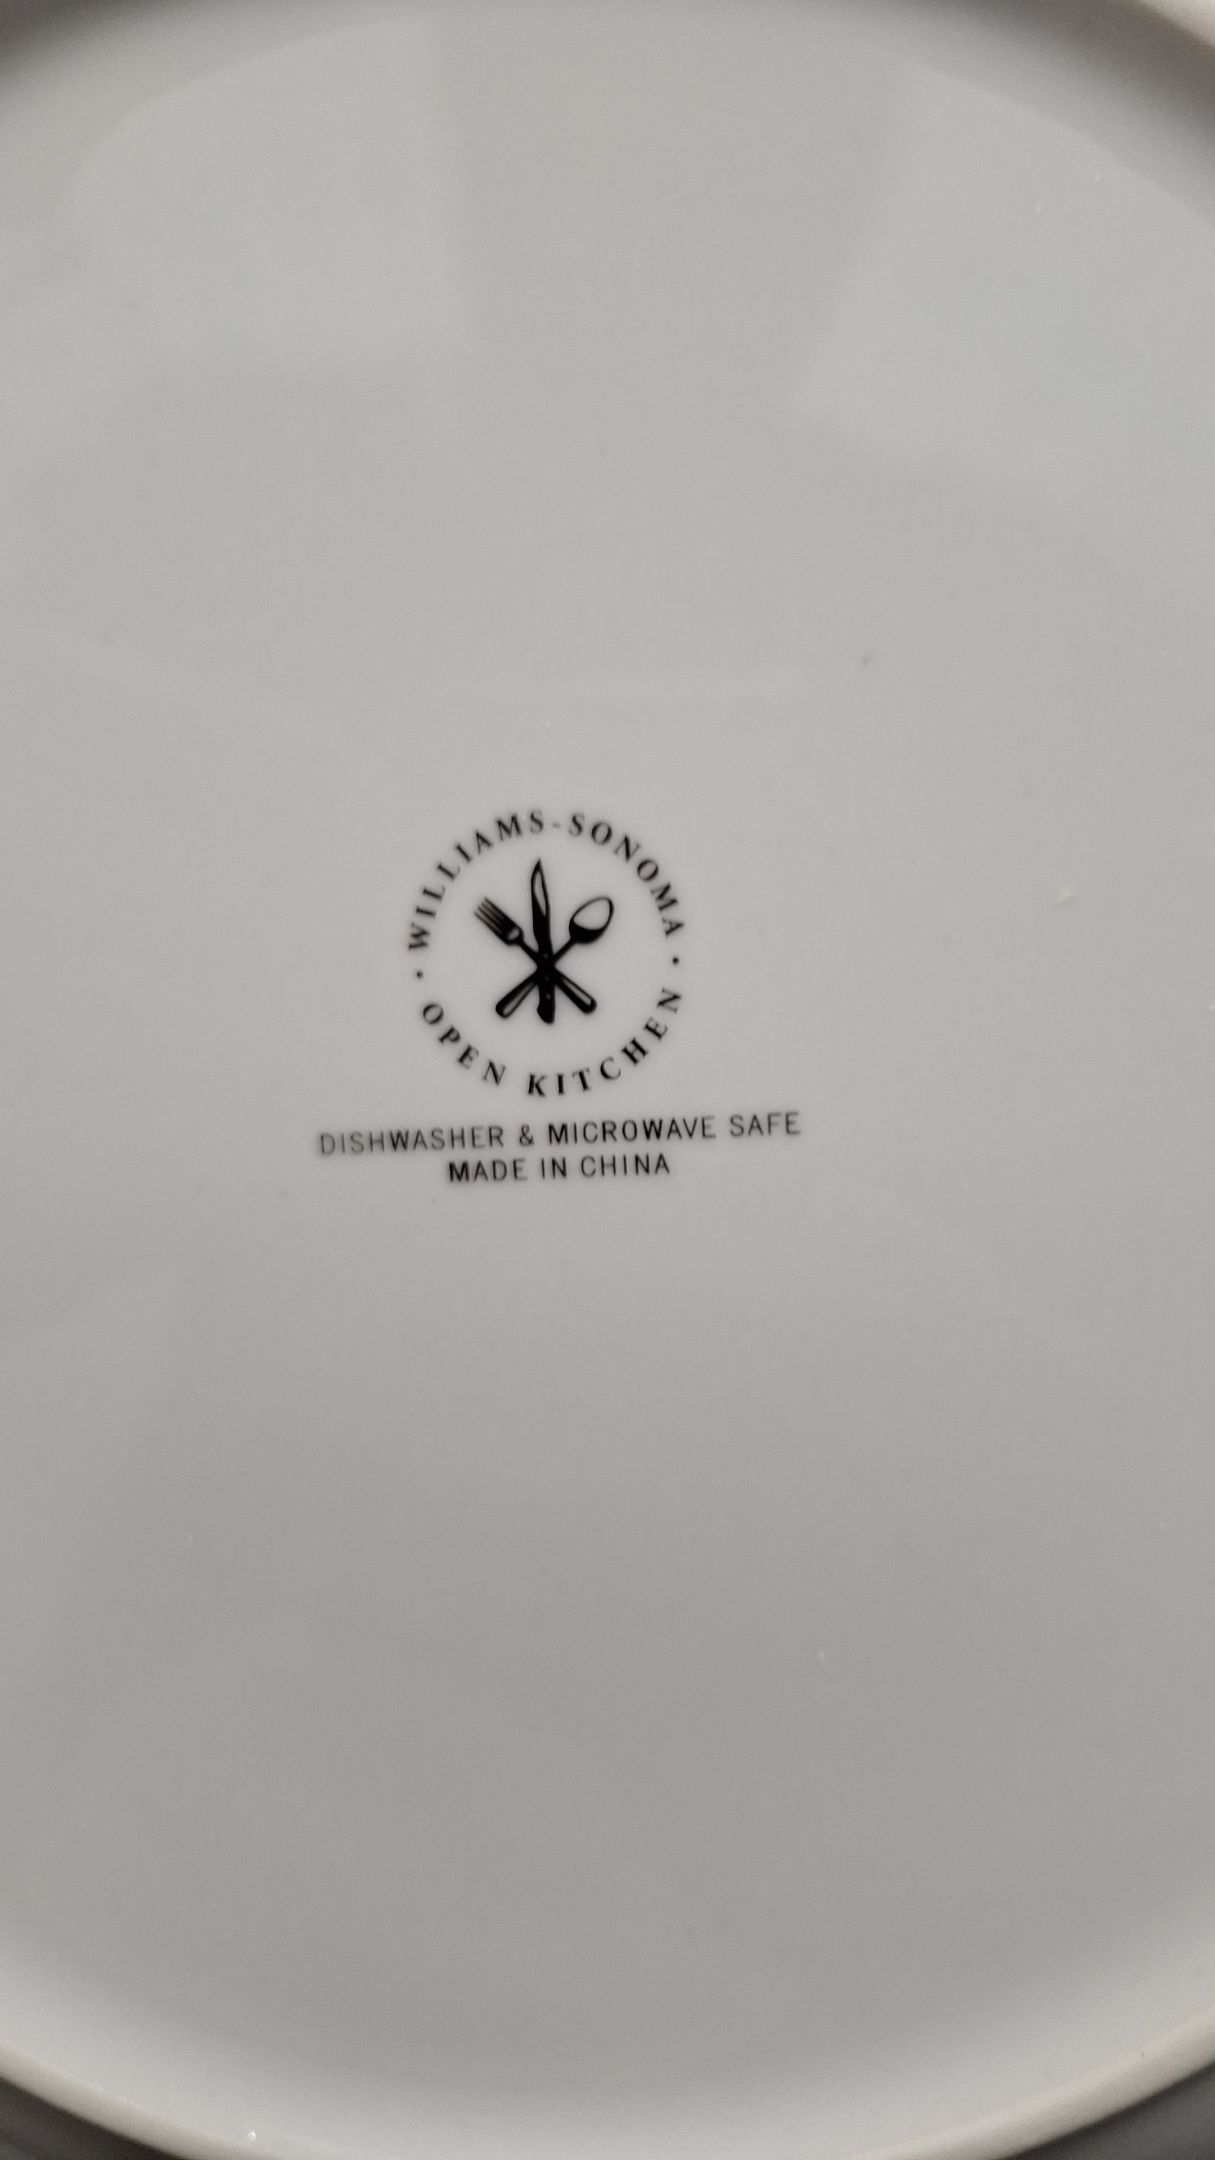 · WILLIAMS-SONOMA ·
OPEN KITCHEN
DISHWASHER & MICROWAVE SAFE
MADE IN CHINA